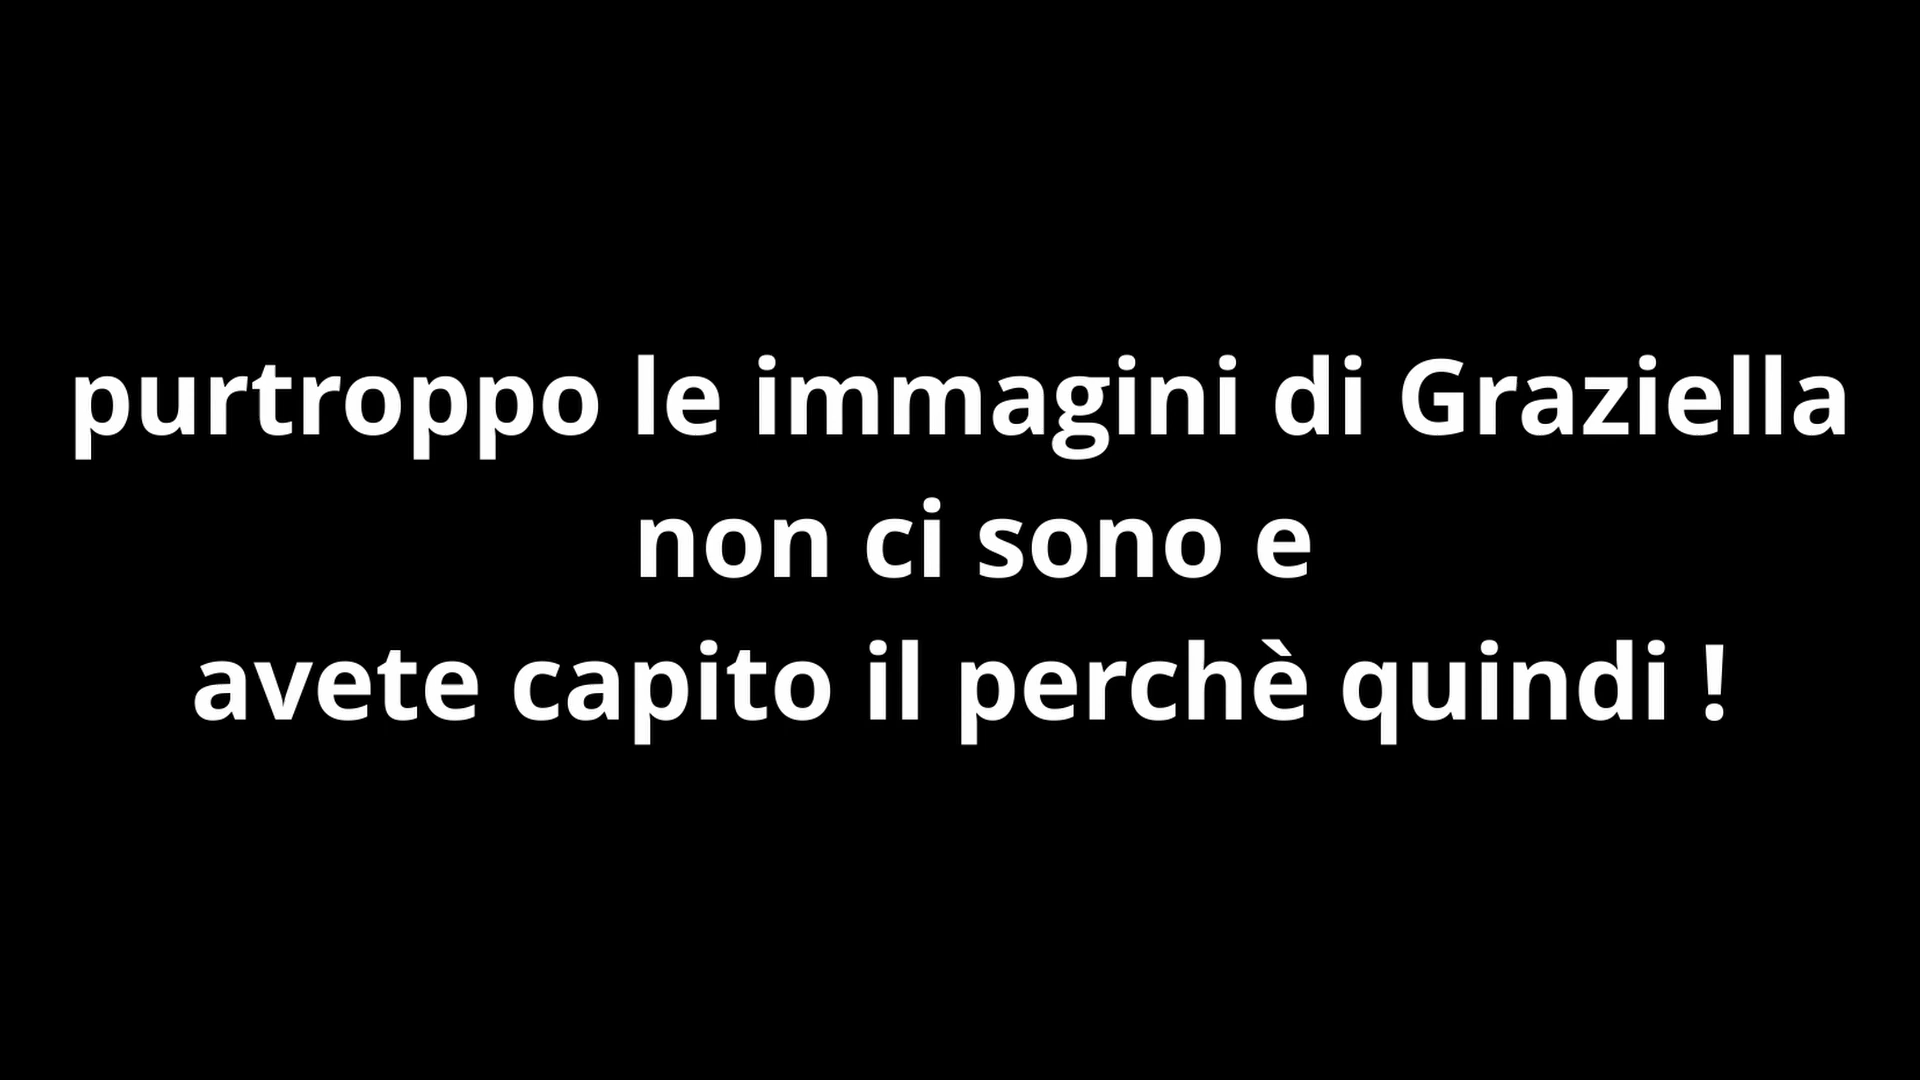 purtroppo le immagini di Graziella
non ci sono e
avete capito il perchè quindi !